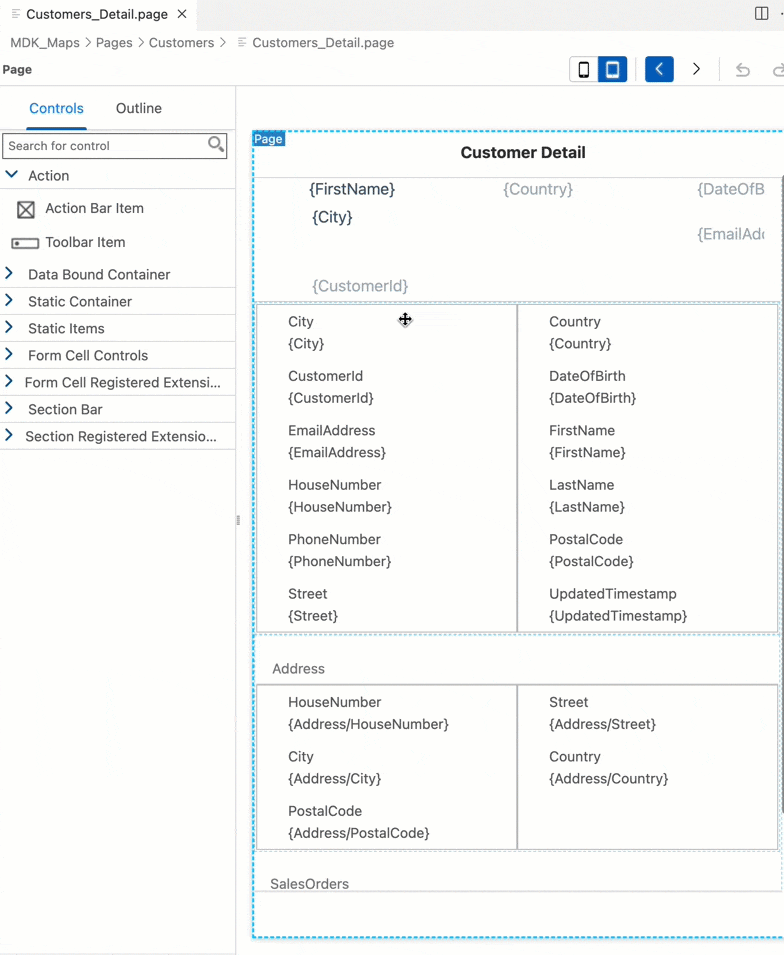 Customers_Detail.page
MDK_Maps > Pages > Customers > Customers_Detail.page
Page
Controls Outline
Search for control
Action
Action Bar Item
Toolbar Item
Data Bound Container
Static Container
Static Items
Form Cell Controls
Form Cell Registered Extensi...
Section Bar
Section Registered Extensio...
Page
Customer Detail
{FirstName} {Country} {DateOfB
{City}
{EmailAdd
{CustomerId}
City Country
{City} {Country}
CustomerId DateOfBirth
{CustomerId} {DateOfBirth}
EmailAddress FirstName
{EmailAddress} {FirstName}
HouseNumber LastName
{HouseNumber} {LastName}
PhoneNumber PostalCode
{PhoneNumber} {PostalCode}
Street UpdatedTimestamp
{Street} {UpdatedTimestamp}
Address
HouseNumber Street
{Address/HouseNumber} {Address/Street}
City Country
{Address/City} {Address/Country}
PostalCode
{Address/PostalCode}
SalesOrders